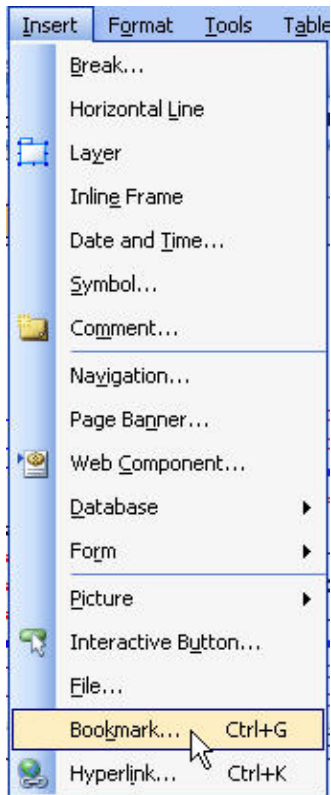 Insert Format Tools Table
Break...
Horizontal Line
Layer
Inline Frame
Date and Time...
Symbol...
Comment...
Navigation...
Page Banner...
Web Component...
Database
Form
Picture
Interactive Button...
File...
Bookmark... Ctrl+G
Hyperlink... Ctrl+K